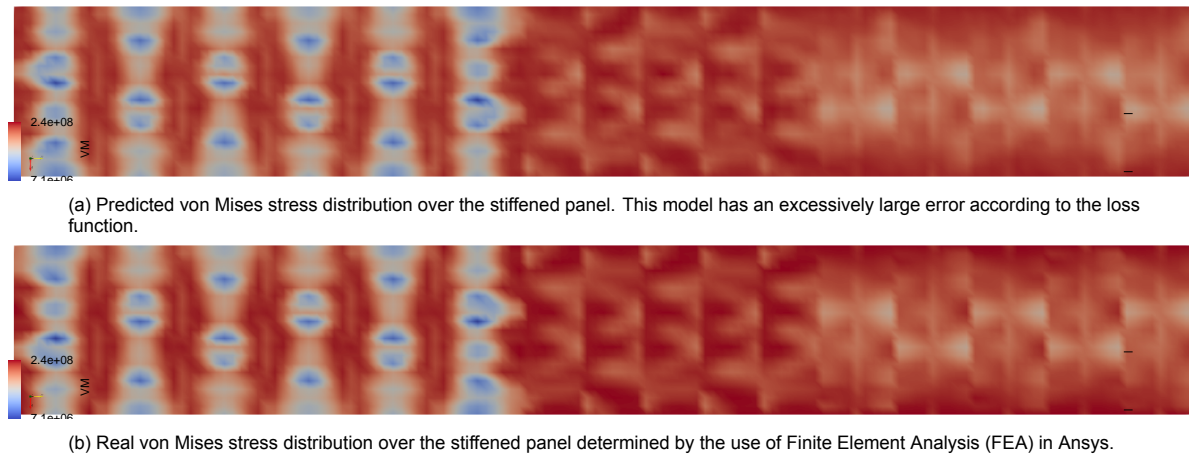 2.4e+08
VM
7.1e+06
(a) Predicted von Mises stress distribution over the stiffened panel. This model has an excessively large error according to the loss
function.
2.4e+08
VM
7.1e+06
(b) Real von Mises stress distribution over the stiffened panel determined by the use of Finite Element Analysis (FEA) in Ansys.